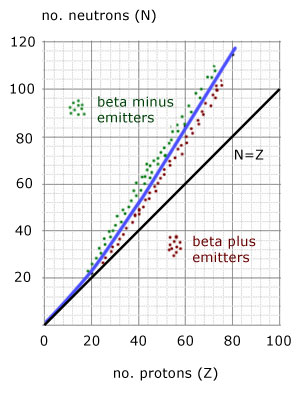 no. neutrons (N)
120
100
80
60
40
20
0
20
40
60
80
100
beta minus
emitters
N=Z
beta plus
emitters
no. protons (Z)